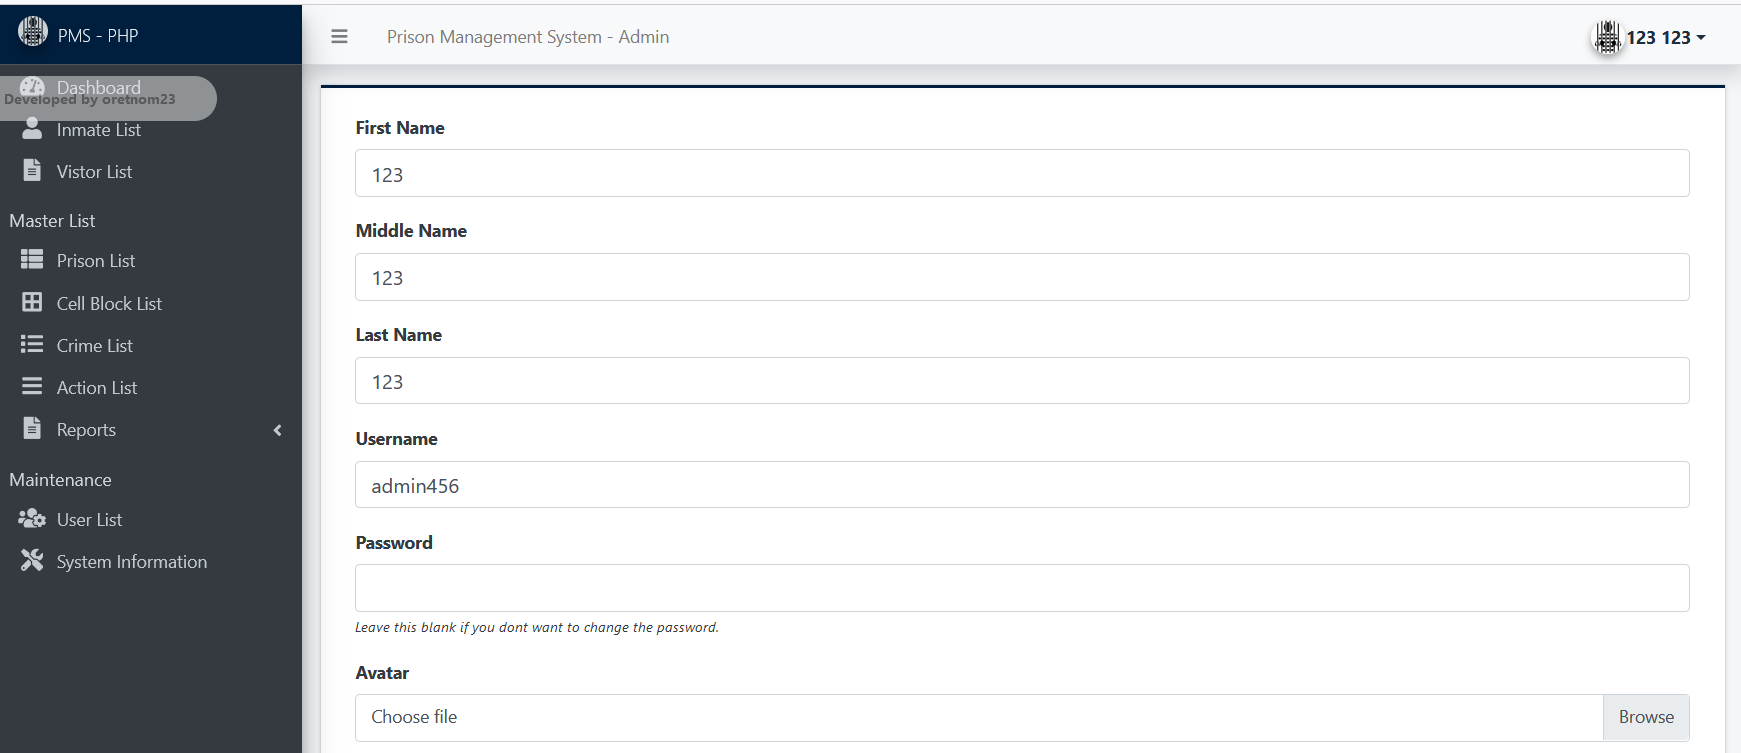 PMS - PHP
Prison Management System - Admin
123 123
Dashboard
Developed by oretnom23
Inmate List
Vistor List
Master List
Prison List
Cell Block List
Crime List
Action List
Reports
Maintenance
User List
System Information
First Name
123
Middle Name
123
Last Name
123
Username
admin456
Password
Leave this blank if you dont want to change the password.
Avatar
Choose file
Browse